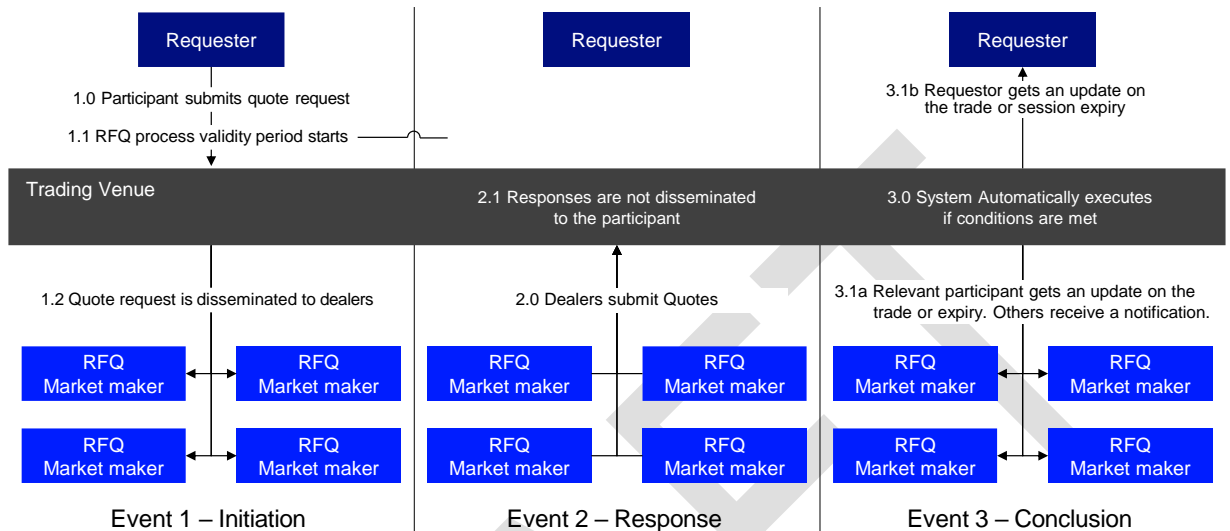 Requester
1.0 Participant submits quote request
1.1 RFQ process validity period starts
Requester
Requester
3.1b Requestor gets an update on
the trade or session expiry
Trading Venue
2.1 Responses are not disseminated
to the participant
3.0 System Automatically executes
if conditions are met
1.2 Quote request is disseminated to dealers
RFQ
Market maker
RFQ
Market maker
RFQ
Market maker
RFQ
Market maker
2.0 Dealers submit Quotes
RFQ
Market maker
RFQ
Market maker
RFQ
Market maker
RFQ
Market maker
3.1a Relevant participant gets an update on the
trade or expiry. Others receive a notification.
RFQ
Market maker
RFQ
Market maker
RFQ
Market maker
RFQ
Market maker
Event 1 – Initiation
Event 2 – Response
Event 3 – Conclusion